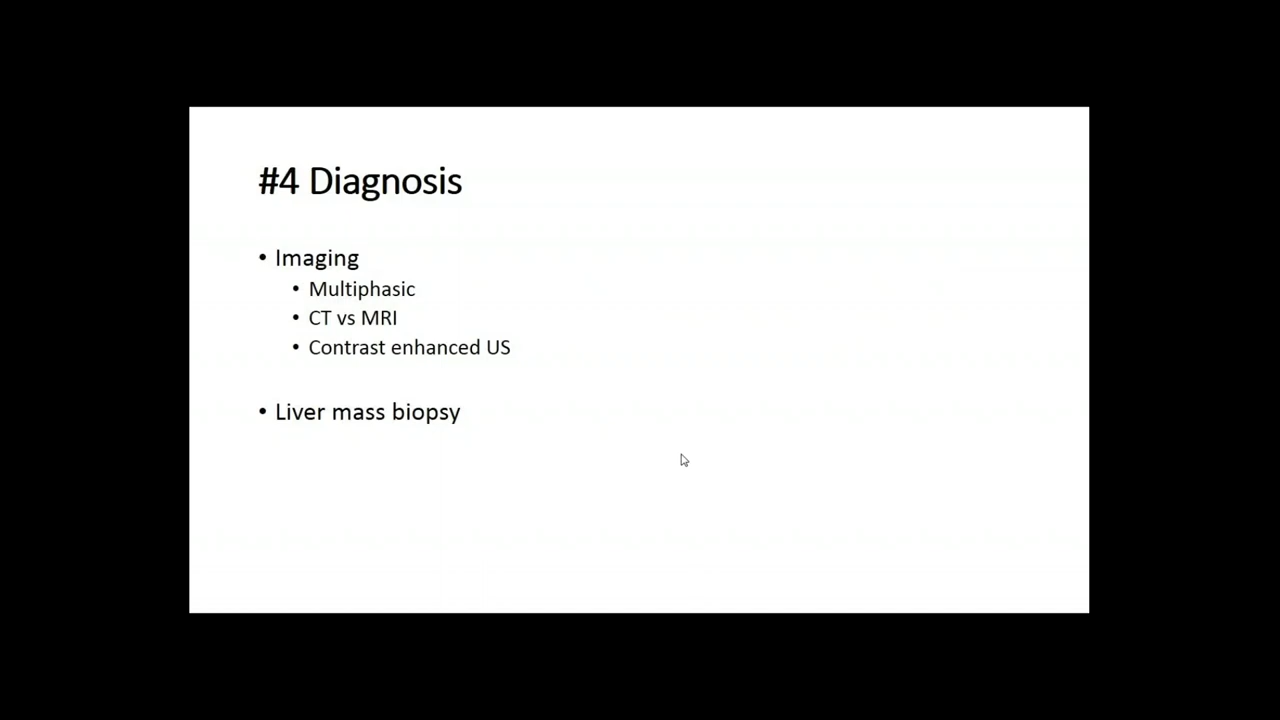 #4 Diagnosis
• Imaging
• Multiphasic
• CT vs MRI
• Contrast enhanced US
• Liver mass biopsy